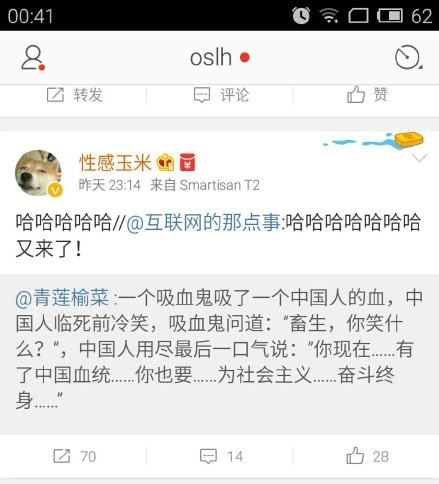 00:41
62
oslh
转发
评论
赞
性感玉米
昨天 23:14 来自 Smartisan T2
哈哈哈哈哈//@互联网的那点事:哈哈哈哈哈哈哈
又来了！
@青莲榆菜 :一个吸血鬼吸了一个中国人的血，中
国人临死前冷笑，吸血鬼问道："畜生，你笑什
么？“，中国人用尽最后一口气说："你现在……有
了中国血统……你也要……为社会主义……奋斗终
身……”
70
14
28